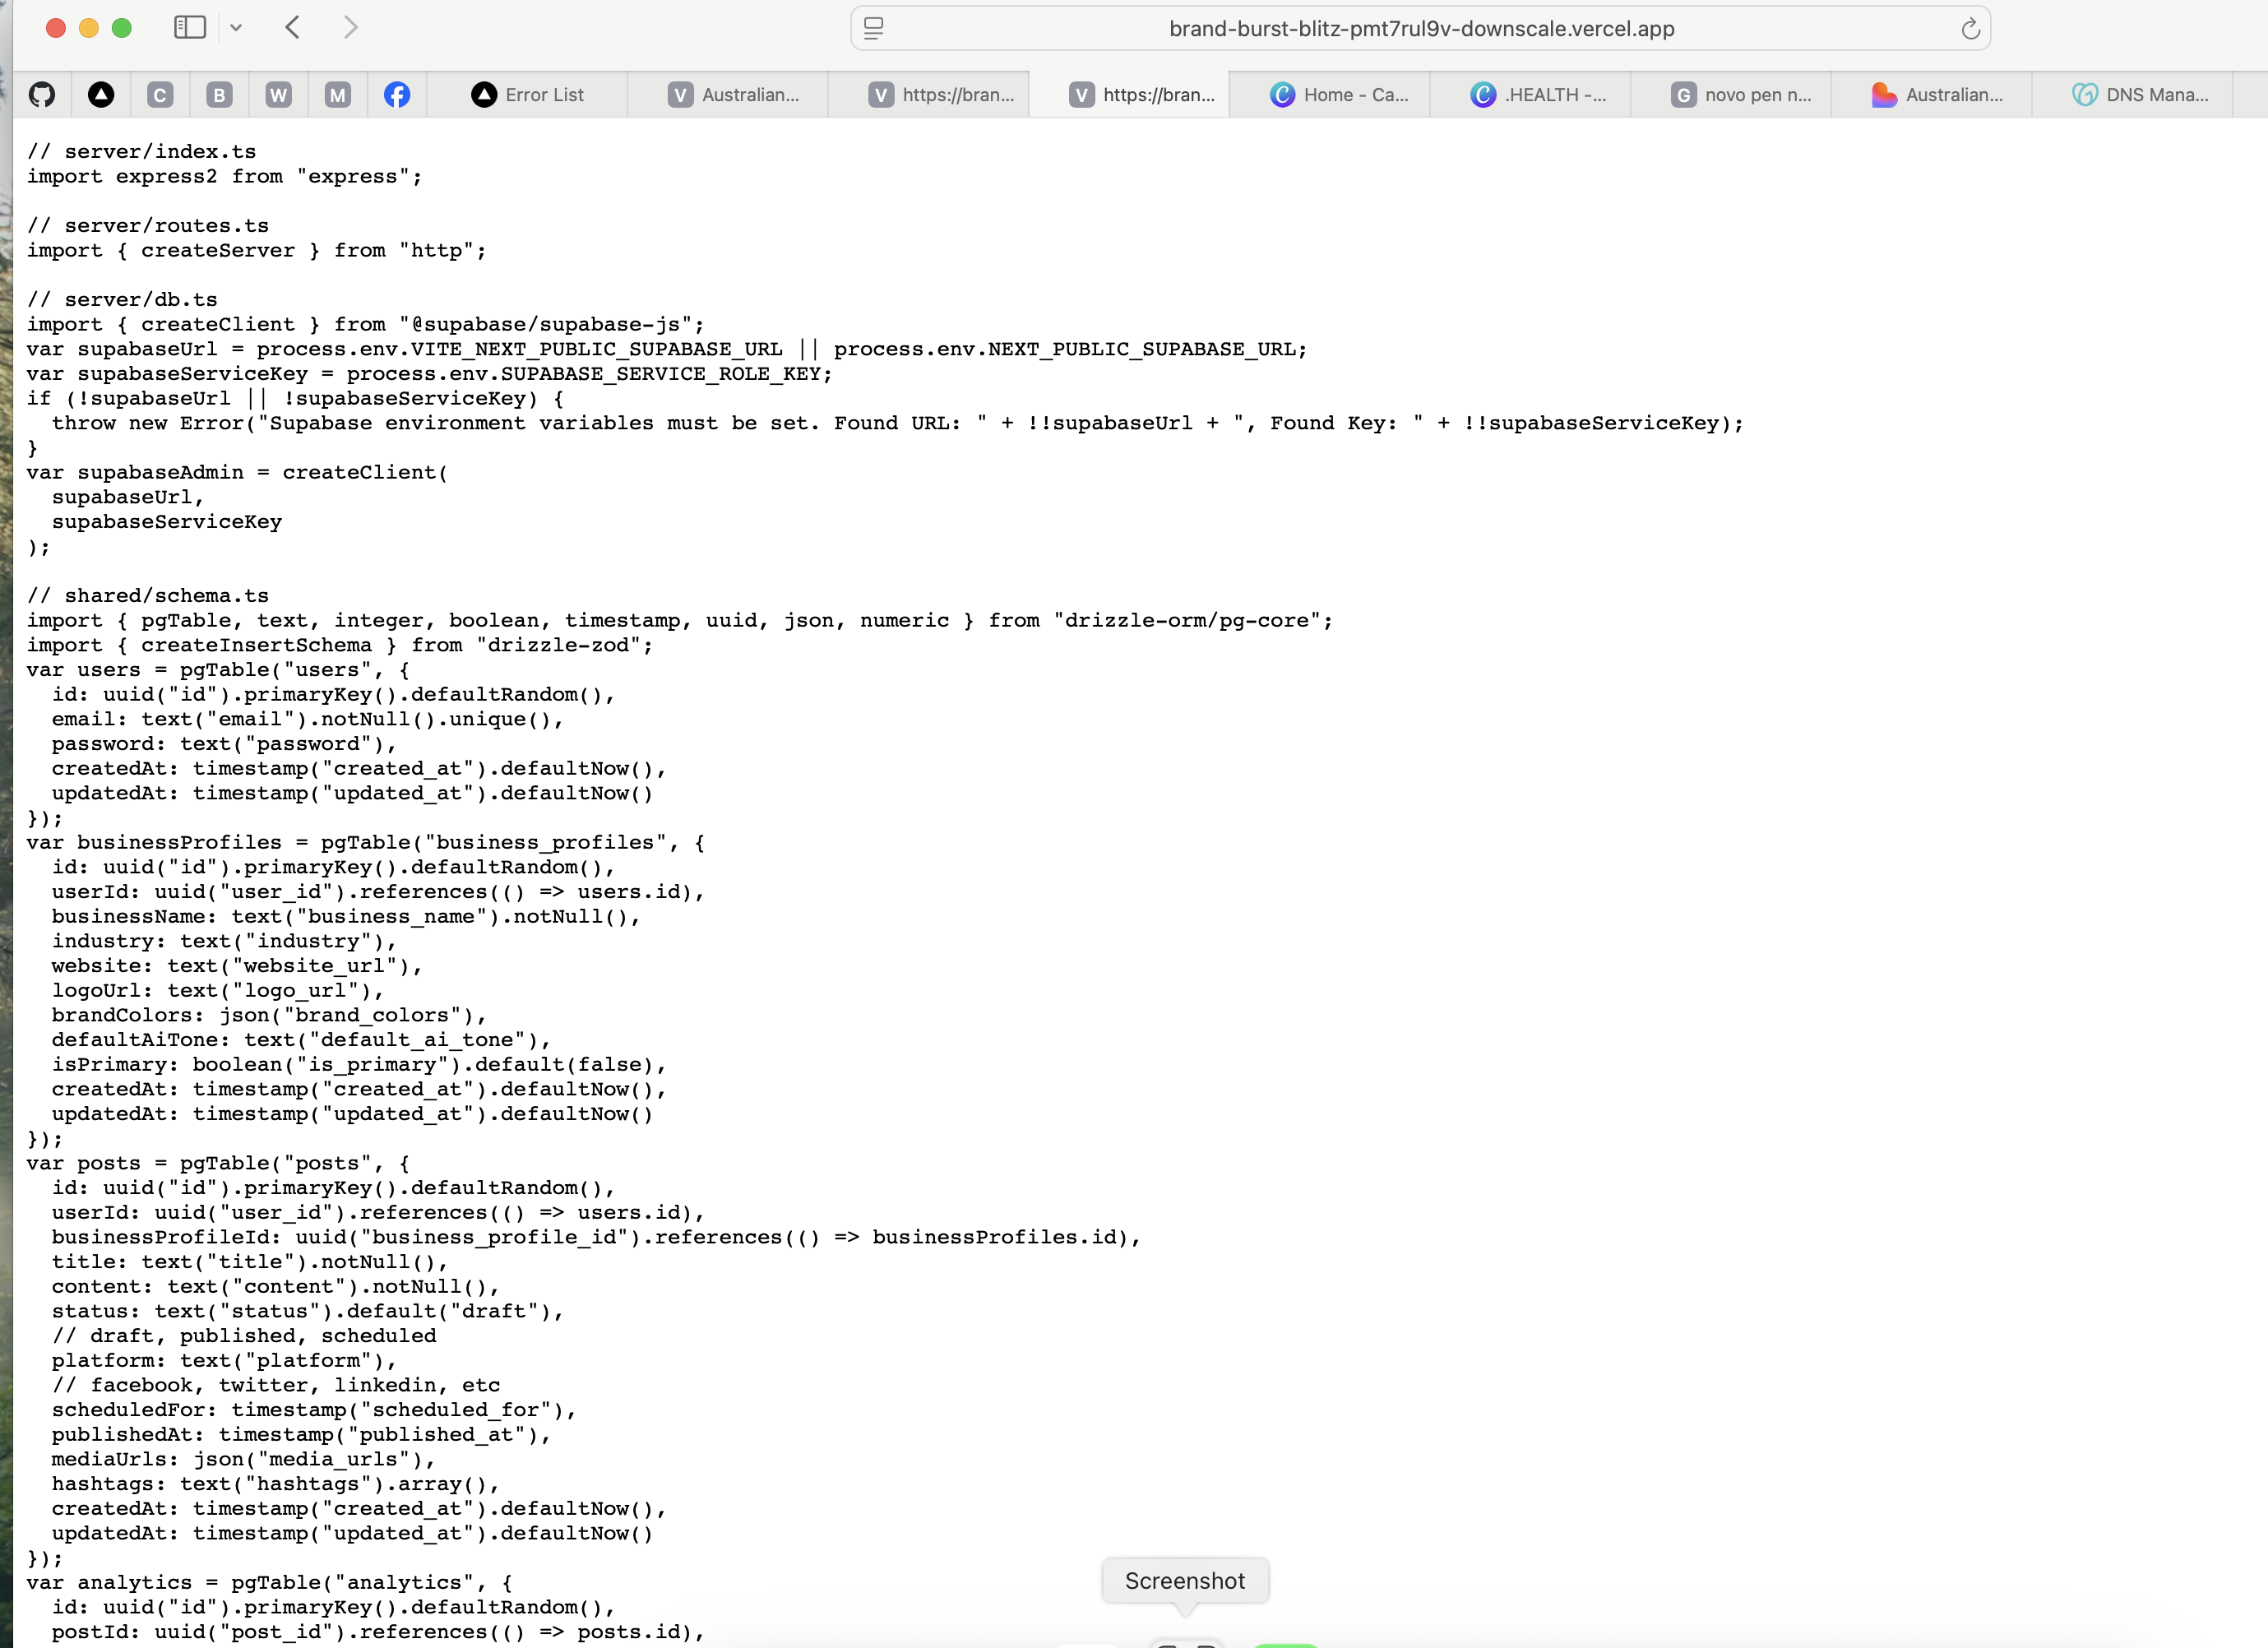 brand-burst-blitz-pmt7rul9v-downscale.vercel.app
C B W M Error List V Australian... V https://bran... V https://bran... Home - Ca... .HEALTH -... G novo pen n... Australian... DNS Mana...
// server/index.ts
import express2 from "express";
// server/routes.ts
import { createServer } from "http";
// server/db.ts
import { createClient } from "@supabase/supabase-js";
var supabaseUrl = process.env.VITE_NEXT_PUBLIC_SUPABASE_URL || process.env.NEXT_PUBLIC_SUPABASE_URL;
var supabaseServiceKey = process.env.SUPABASE_SERVICE_ROLE_KEY;
if (!supabaseUrl || !supabaseServiceKey) {
  throw new Error("Supabase environment variables must be set. Found URL: " + !!supabaseUrl + ", Found Key: " + !!supabaseServiceKey);
}
var supabaseAdmin = createClient(
  supabaseUrl,
  supabaseServiceKey
);
// shared/schema.ts
import { pgTable, text, integer, boolean, timestamp, uuid, json, numeric } from "drizzle-orm/pg-core";
import { createInsertSchema } from "drizzle-zod";
var users = pgTable("users", {
  id: uuid("id").primaryKey().defaultRandom(),
  email: text("email").notNull().unique(),
  password: text("password"),
  createdAt: timestamp("created_at").defaultNow(),
  updatedAt: timestamp("updated_at").defaultNow()
});
var businessProfiles = pgTable("business_profiles", {
  id: uuid("id").primaryKey().defaultRandom(),
  userId: uuid("user_id").references(() => users.id),
  businessName: text("business_name").notNull(),
  industry: text("industry"),
  website: text("website_url"),
  logoUrl: text("logo_url"),
  brandColors: json("brand_colors"),
  defaultAiTone: text("default_ai_tone"),
  isPrimary: boolean("is_primary").default(false),
  createdAt: timestamp("created_at").defaultNow(),
  updatedAt: timestamp("updated_at").defaultNow()
});
var posts = pgTable("posts", {
  id: uuid("id").primaryKey().defaultRandom(),
  userId: uuid("user_id").references(() => users.id),
  businessProfileId: uuid("business_profile_id").references(() => businessProfiles.id),
  title: text("title").notNull(),
  content: text("content").notNull(),
  status: text("status").default("draft"),
  // draft, published, scheduled
  platform: text("platform"),
  // facebook, twitter, linkedin, etc
  scheduledFor: timestamp("scheduled_for"),
  publishedAt: timestamp("published_at"),
  mediaUrls: json("media_urls"),
  hashtags: text("hashtags").array(),
  createdAt: timestamp("created_at").defaultNow(),
  updatedAt: timestamp("updated_at").defaultNow()
});
var analytics = pgTable("analytics", {
  id: uuid("id").primaryKey().defaultRandom(),
  postId: uuid("post_id").references(() => posts.id),
Screenshot